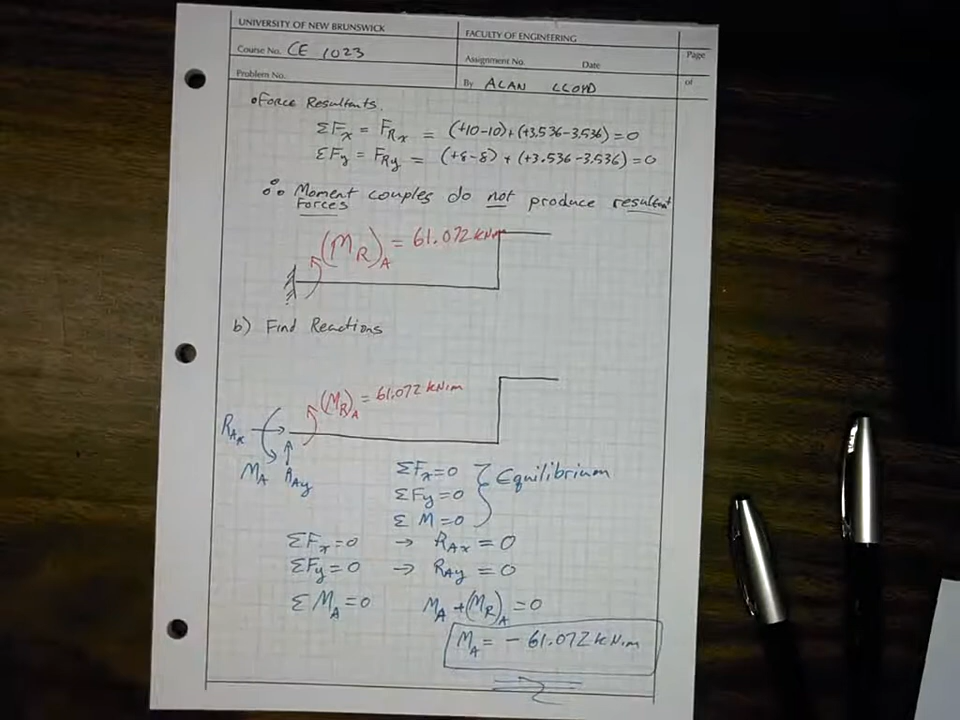 UNIVERSITY OF NEW BRUNSWICK
FACULTY OF ENGINEERING
Page
Course No. CE 1023
Assignment No. Date
of
Problem No.
By ALAN LLOYD
• Force Resultants.
ΣFx = FRx = (+10-10)+(+3.536-3.536)=0
ΣFy = FRy = (+8-8)+(+3.536-3.536)=0
∴ Moment couples do not produce resultant
Forces
(MR)A = 61.072 kNm
b) Find Reactions
(MR)A = 61.072 kN.m
RAx
MA RAy
ΣFx=0
ΣFy=0 } Equilibrium
ΣM=0
ΣFx=0 → RAx = 0
ΣFy=0 → RAy = 0
ΣMA=0 MA+(MR)A=0
MA = -61.072 kN.m